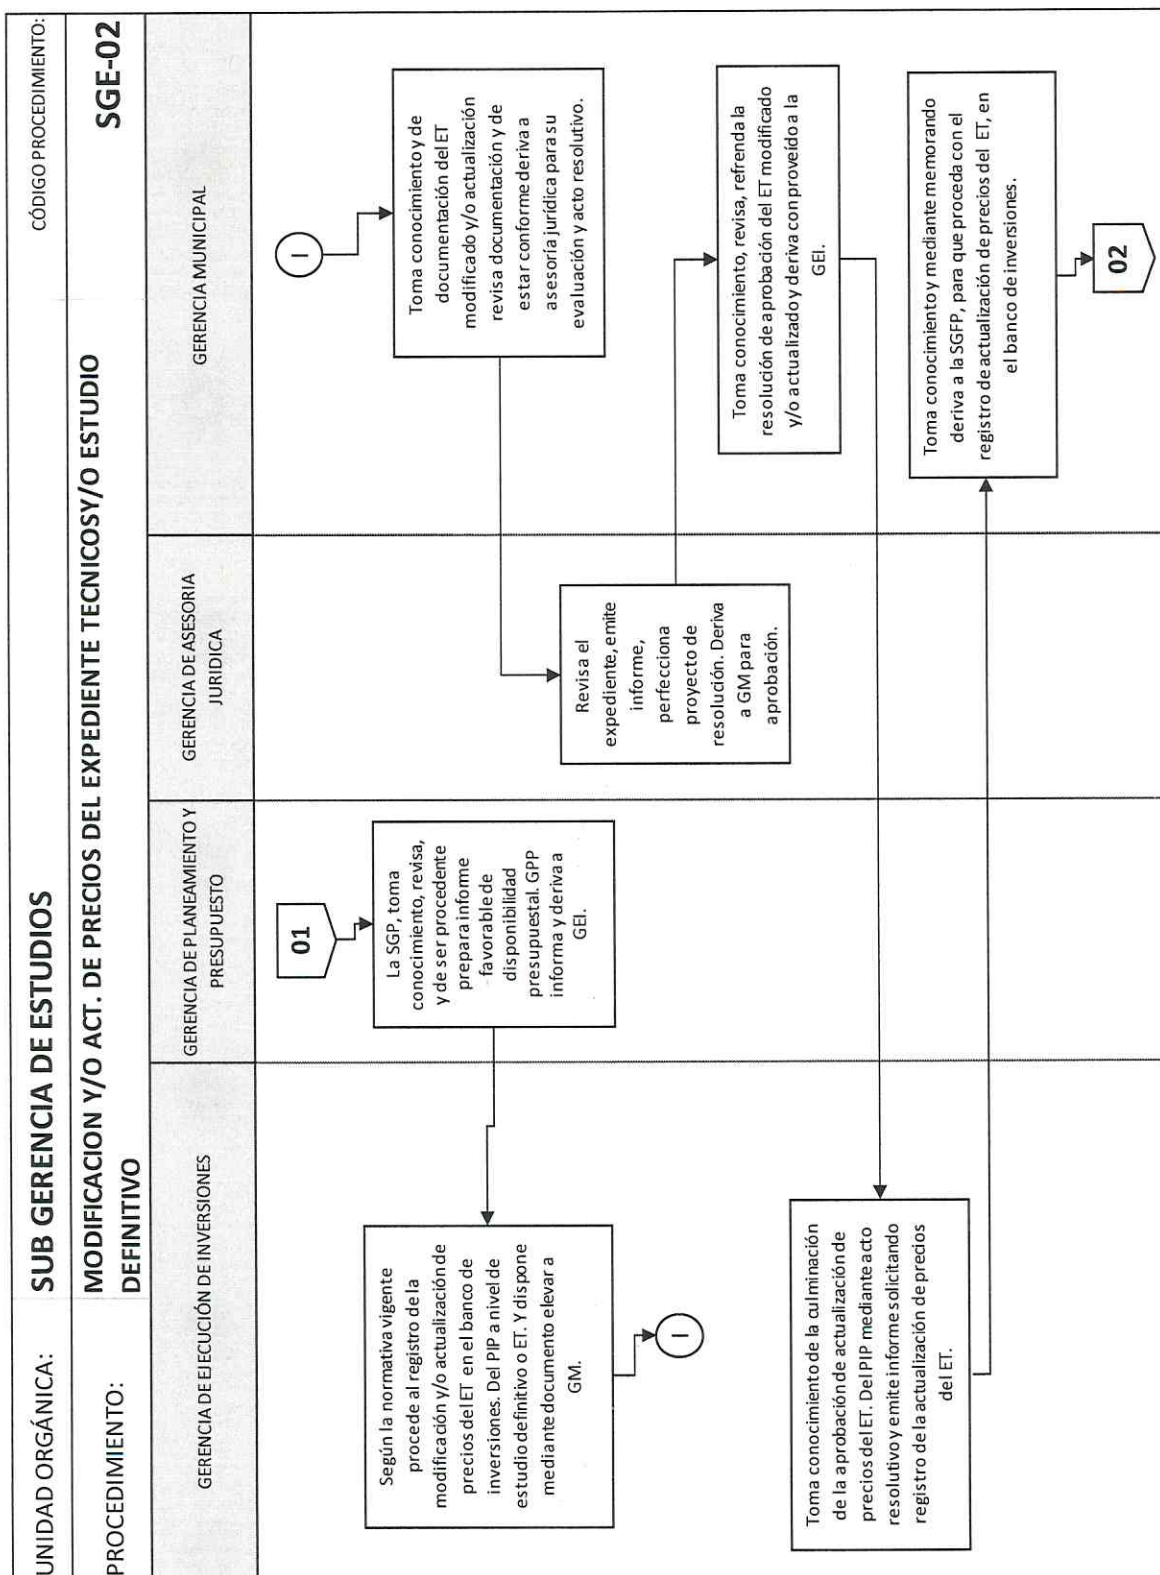 UNIDAD ORGÁNICA:
SUB GERENCIA DE ESTUDIOS
CÓDIGO PROCEDIMIENTO:
PROCEDIMIENTO:
MODIFICACION Y/O ACT. DE PRECIOS DEL EXPEDIENTE TECNICOSY/O ESTUDIO
DEFINITIVO
SGE-02
GERENCIA DE EJECUCIÓN DE INVERSIONES
GERENCIA DE PLANEAMIENTO Y
PRESUPUESTO
GERENCIA DE ASESORIA
JURIDICA
GERENCIA MUNICIPAL
01
La SGP, toma
conocimiento, revisa,
y de ser procedente
prepara informe
favorable de
disponibilidad
presupuestal. GPP
informa y deriva a
GEI.
Según la normativa vigente
procede al registro de la
modificación y/o actualización de
precios del ET en el banco de
inversiones. Del PIP a nivel de
estudio definitivo o ET. Y dispone
mediante documento elevar a
GM.
I
I
Toma conocimiento y de
documentación del ET
modificado y/o actualización
revisa documentación y de
estar conforme deriva a
asesoría jurídica para su
evaluación y acto resolutivo.
Revisa el
expediente, emite
informe,
perfecciona
proyecto de
resolución. Deriva
a GM para
aprobación.
Toma conocimiento, revisa, refrenda la
resolución de aprobación del ET modificado
y/o actualizado y deriva con proveído a la
GEI.
Toma conocimiento de la culminación
de la aprobación de actualización de
precios del ET. Del PIP mediante acto
resolutivo y emite informe solicitando
registro de la actualización de precios
del ET.
Toma conocimiento y mediante memorando
deriva a la SGFP, para que proceda con el
registro de actualización de precios del ET, en
el banco de inversiones.
02